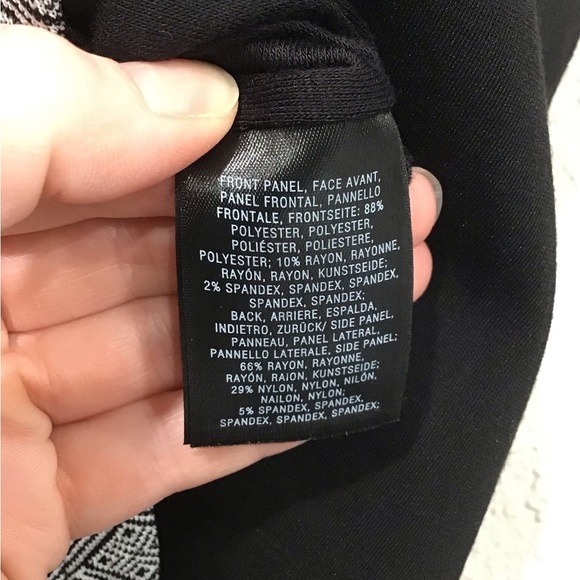 FRONT PANEL, FACE AVANT,
PANEL FRONTAL, PANNELLO
FRONTALE, FRONTSEITE: 88%
POLYESTER, POLYESTER,
POLIÉSTER, POLIESTERE,
POLYESTER; 10% RAYON, RAYONNE,
RAYÓN, RAYON, KUNSTSEIDE;
2% SPANDEX, SPANDEX, SPANDEX,
SPANDEX, SPANDEX;
BACK, ARRIERE, ESPALDA,
INDIETRO, ZURÜCK/ SIDE PANEL,
PANNEAU, PANEL LATERAL,
PANNELLO LATERALE, SIDE PANEL;
66% RAYON, RAYONNE,
RAYÓN, RAION, KUNSTSEIDE;
29% NYLON, NYLON, NILÓN,
NAILON, NYLON;
5% SPANDEX, SPANDEX,
SPANDEX, SPANDEX, SPANDEX;